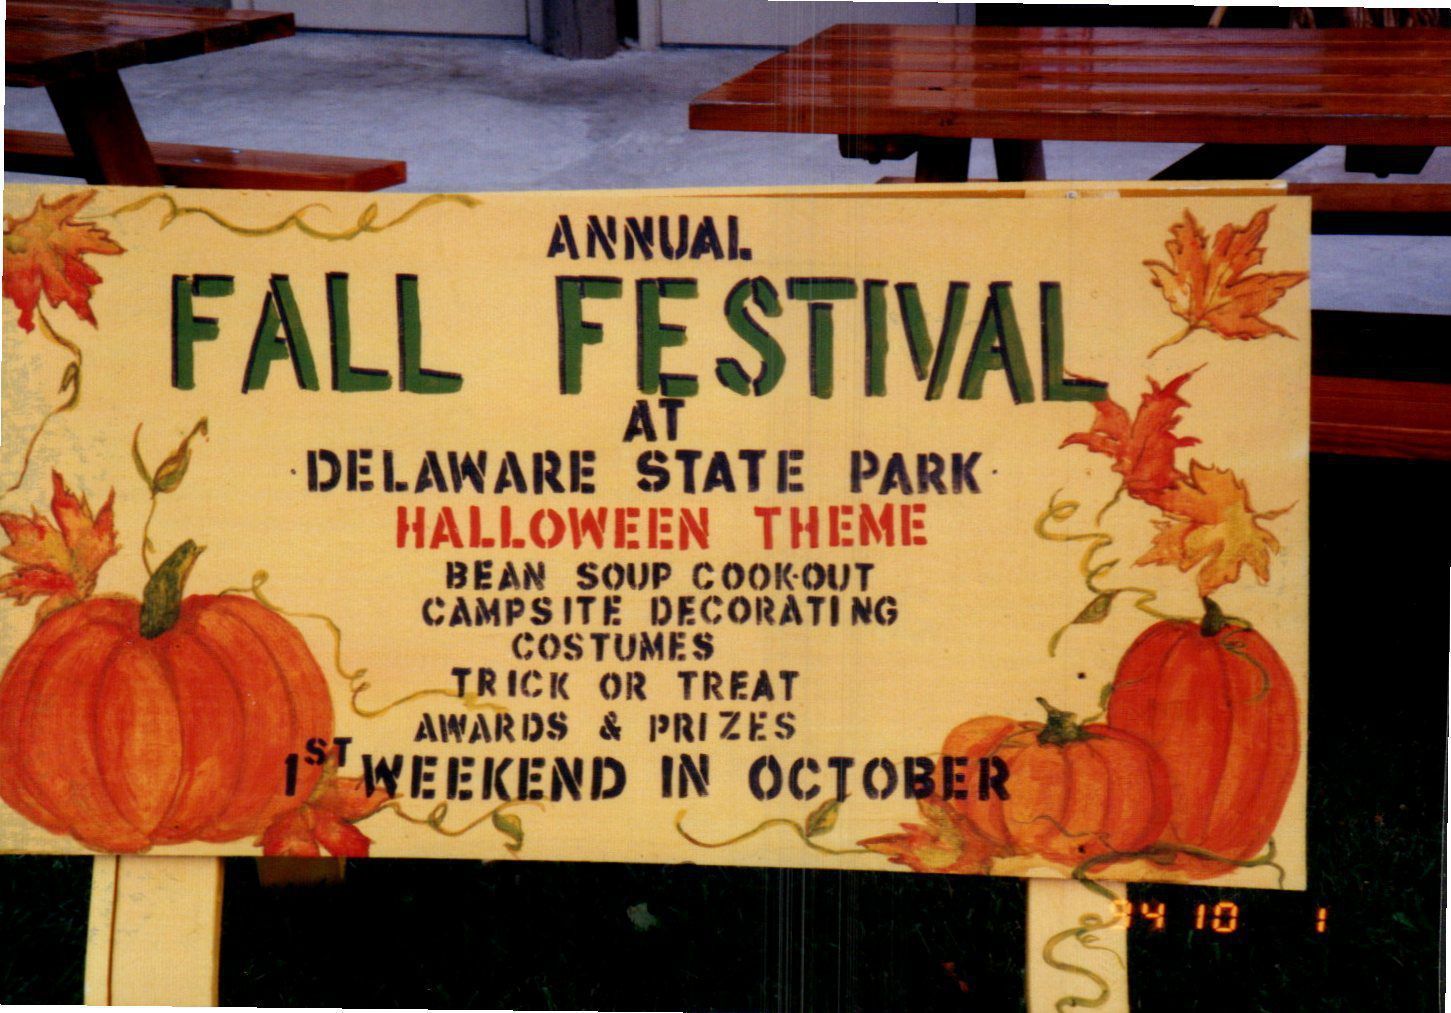 ANNUAL
FALL FESTIVAL
AT
DELAWARE STATE PARK
HALLOWEEN THEME
BEAN SOUP COOK-OUT
CAMPSITE DECORATING
COSTUMES
TRICK OR TREAT
AWARDS & PRIZES
1ST WEEKEND IN OCTOBER
94 10 1